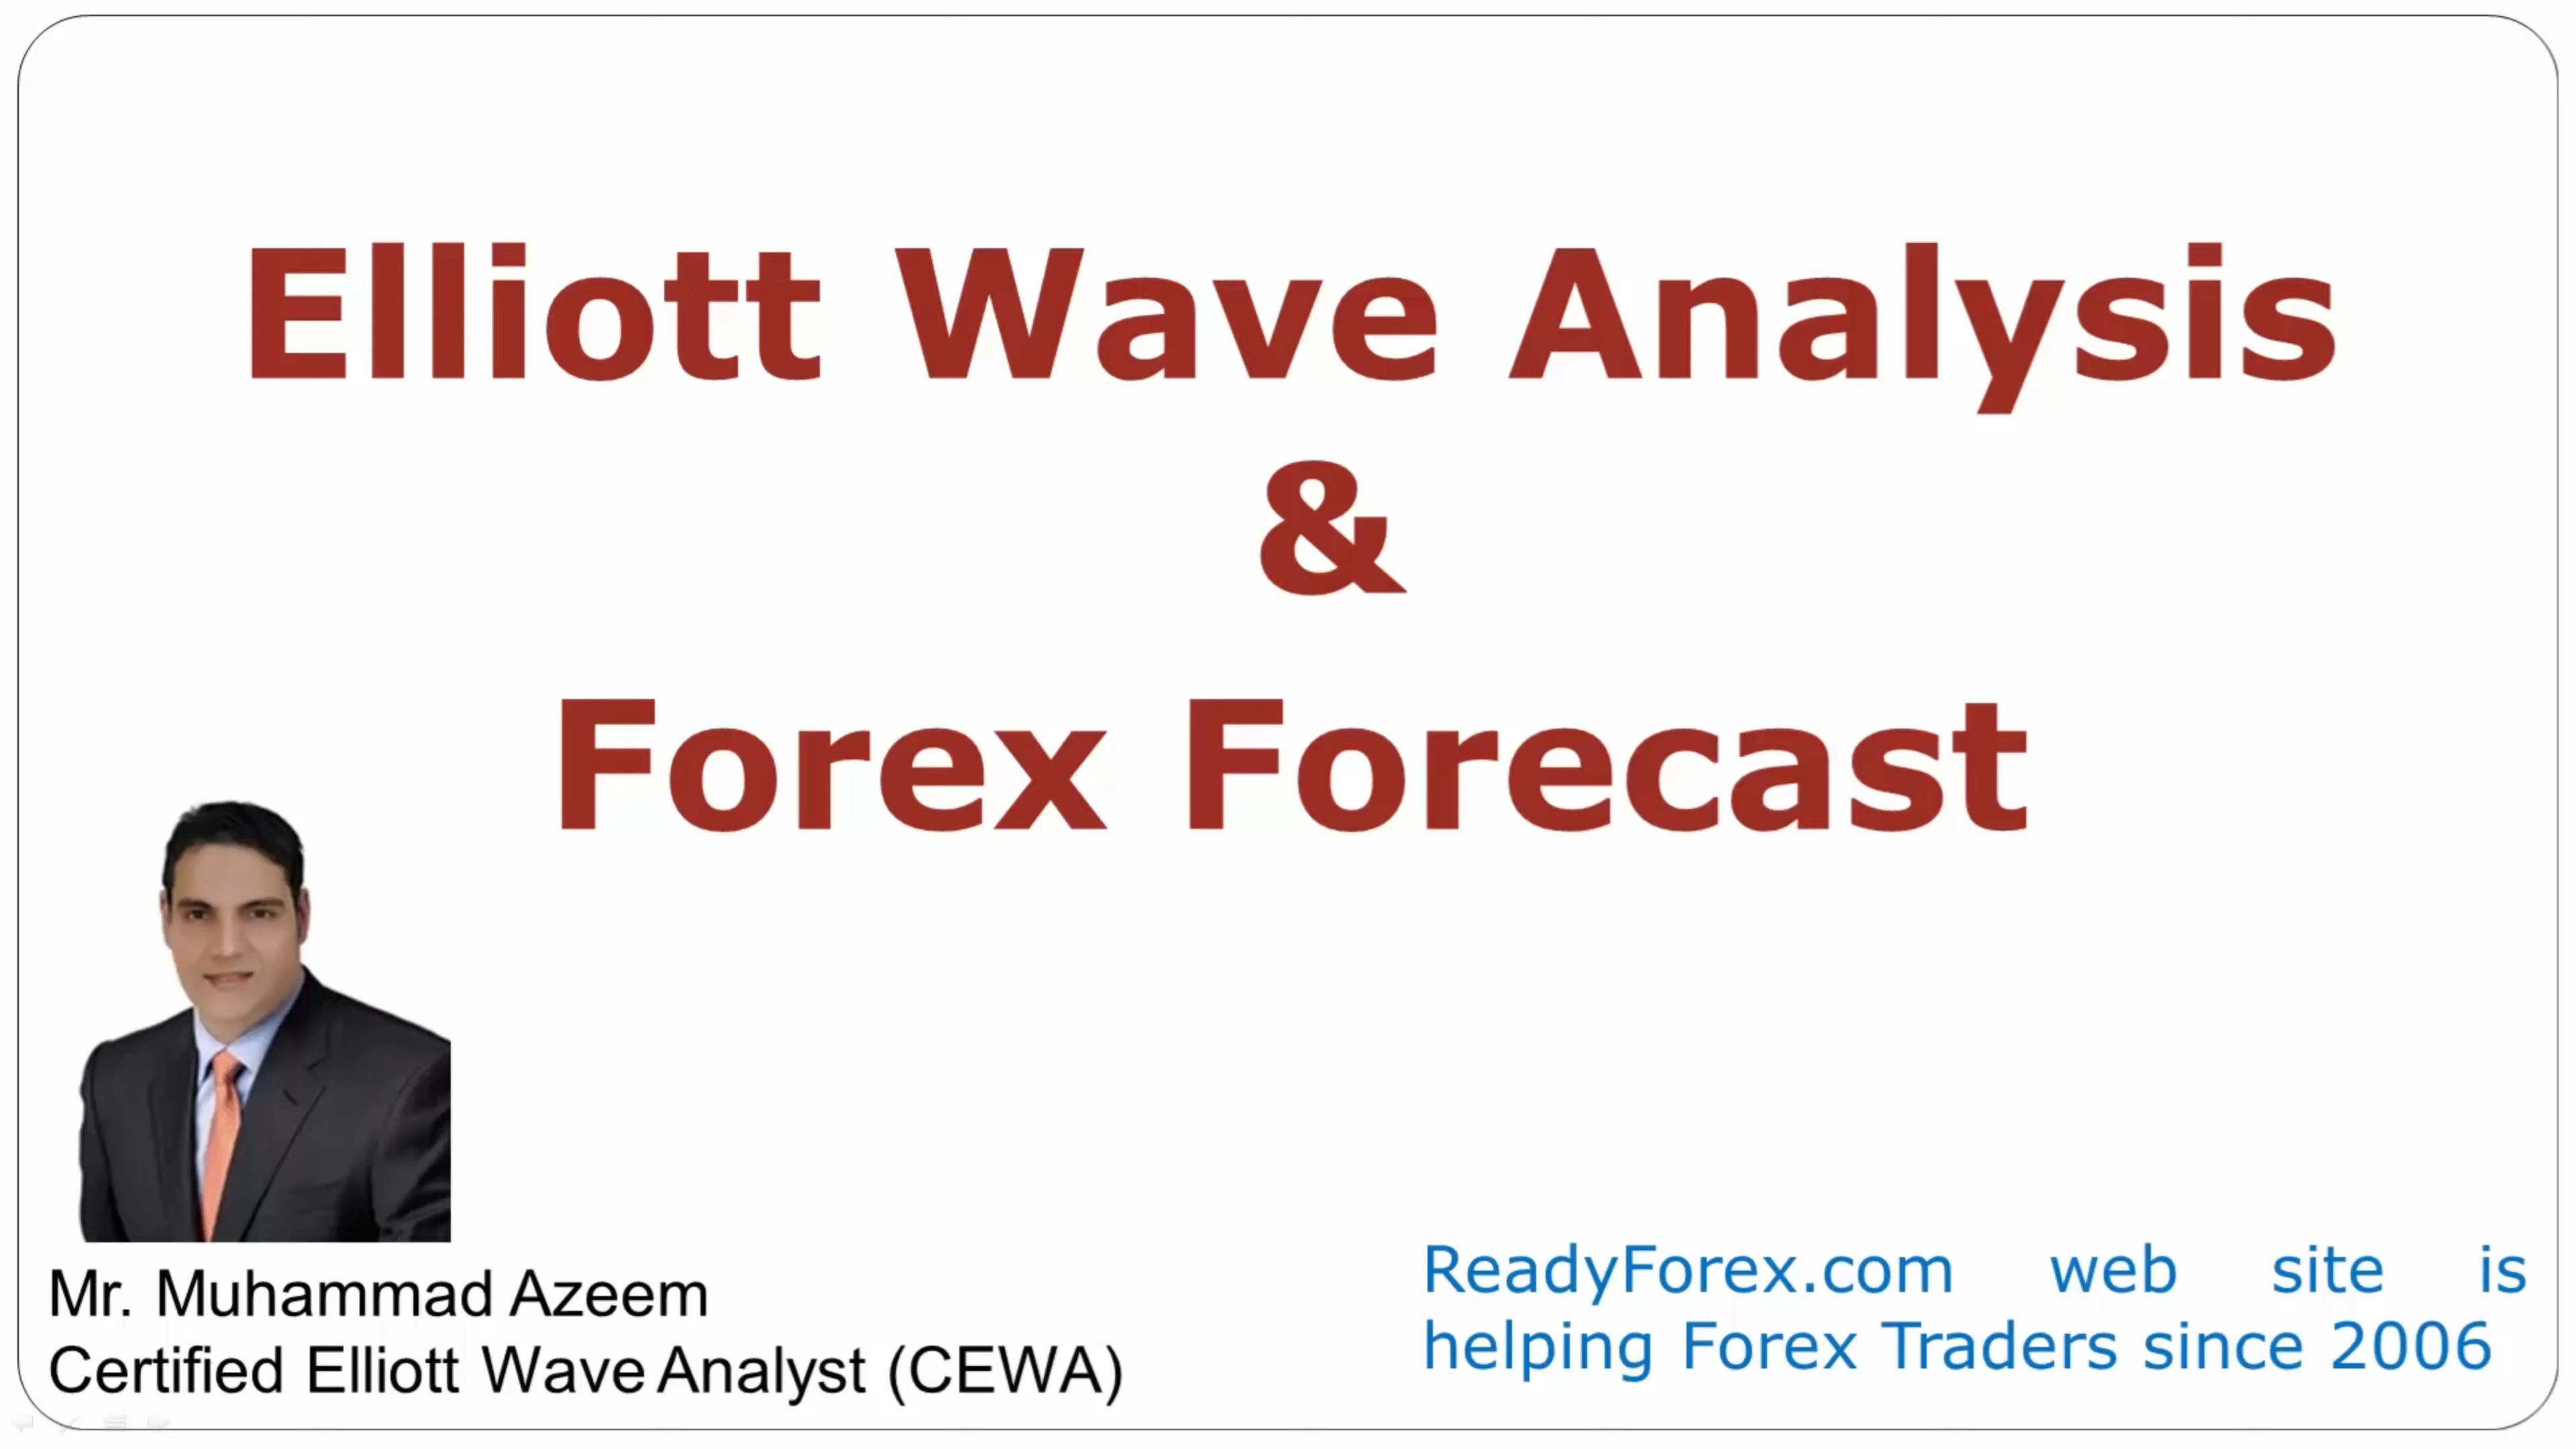 Elliott Wave Analysis
&
Forex Forecast
Mr. Muhammad Azeem
Certified Elliott Wave Analyst (CEWA)
ReadyForex.com web site is
helping Forex Traders since 2006